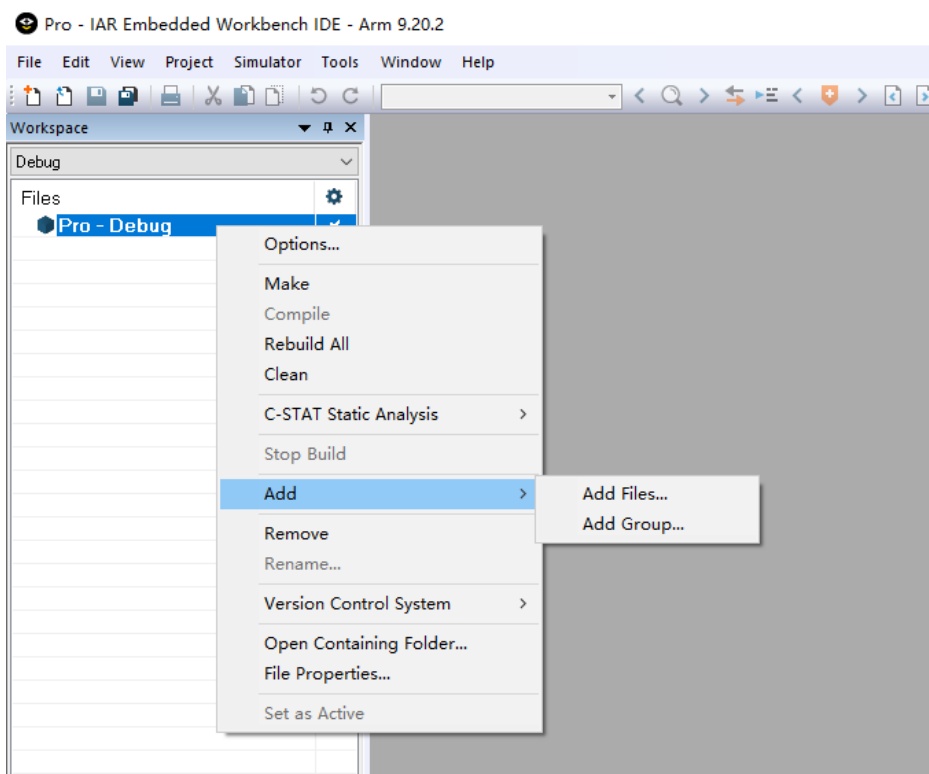 Pro - IAR Embedded Workbench IDE - Arm 9.20.2
File Edit View Project Simulator Tools Window Help
Workspace
Debug
Files
Pro - Debug
Options...
Make
Compile
Rebuild All
Clean
C-STAT Static Analysis
Stop Build
Add
Add Files...
Add Group...
Remove
Rename...
Version Control System
Open Containing Folder...
File Properties...
Set as Active